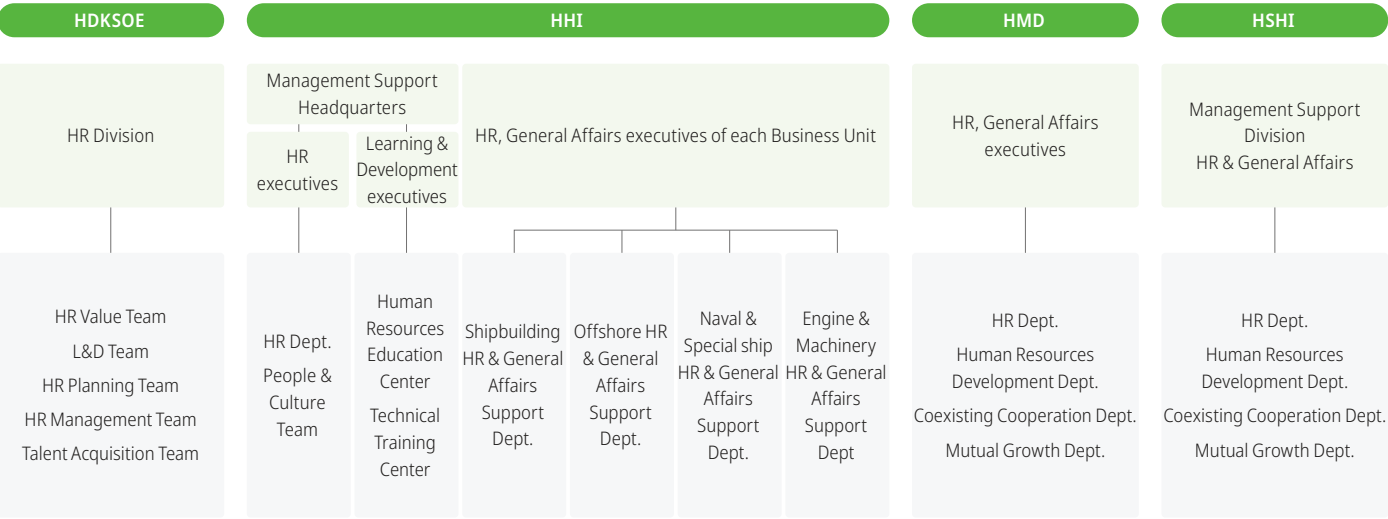 HDKSOE
HR Division
HR Value Team
L&D Team
HR Planning Team
HR Management Team
Talent Acquisition Team
HHI
Management Support
Headquarters
HR
executives
Learning &
Development
executives
HR, General Affairs executives of each Business Unit
HR Dept.
People &
Culture
Team
Human
Resources
Education
Center
Technical
Training
Center
Shipbuilding
HR & General
Affairs
Support
Dept.
Offshore HR
& General
Affairs
Support
Dept.
Naval &
Special ship
HR & General
Affairs
Support
Dept.
Engine &
Machinery
HR & General
Affairs
Support
Dept
HMD
HR, General Affairs
executives
HR Dept.
Human Resources
Development Dept.
Coexisting Cooperation Dept.
Mutual Growth Dept.
HSHI
Management Support
Division
HR & General Affairs
HR Dept.
Human Resources
Development Dept.
Coexisting Cooperation Dept.
Mutual Growth Dept.